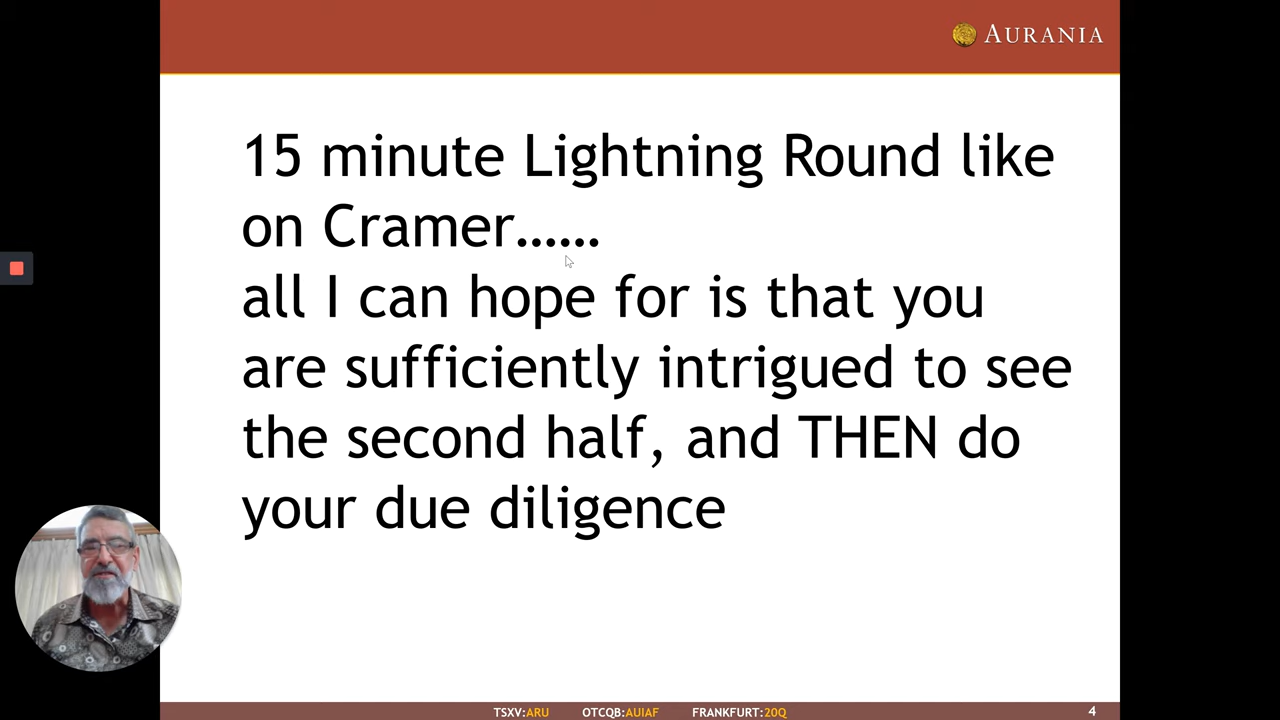 AURANIA
15 minute Lightning Round like
on Cramer......
all I can hope for is that you
are sufficiently intrigued to see
the second half, and THEN do
your due diligence
TSXV:ARU OTCQB:AUIAF FRANKFURT:20Q 4